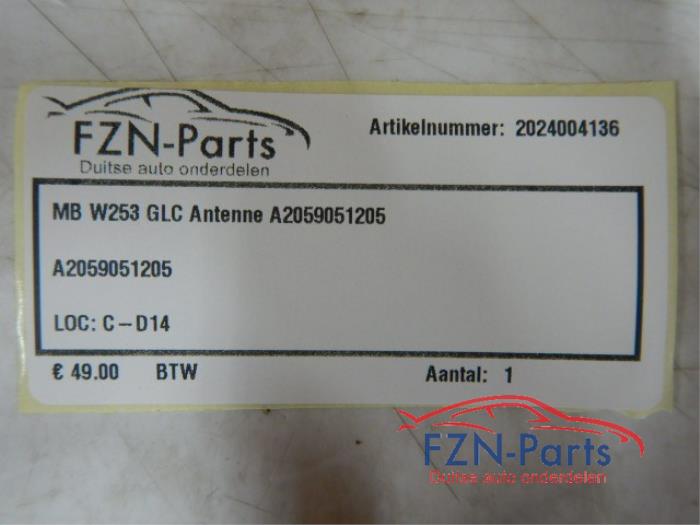 FZN-Parts
Duitse auto onderdelen
Artikelnummer: 2024004136
MB W253 GLC Antenne A2059051205
A2059051205
LOC: C-D14
€ 49.00 BTW Aantal: 1
FZN-Parts
Duitse auto onderdelen